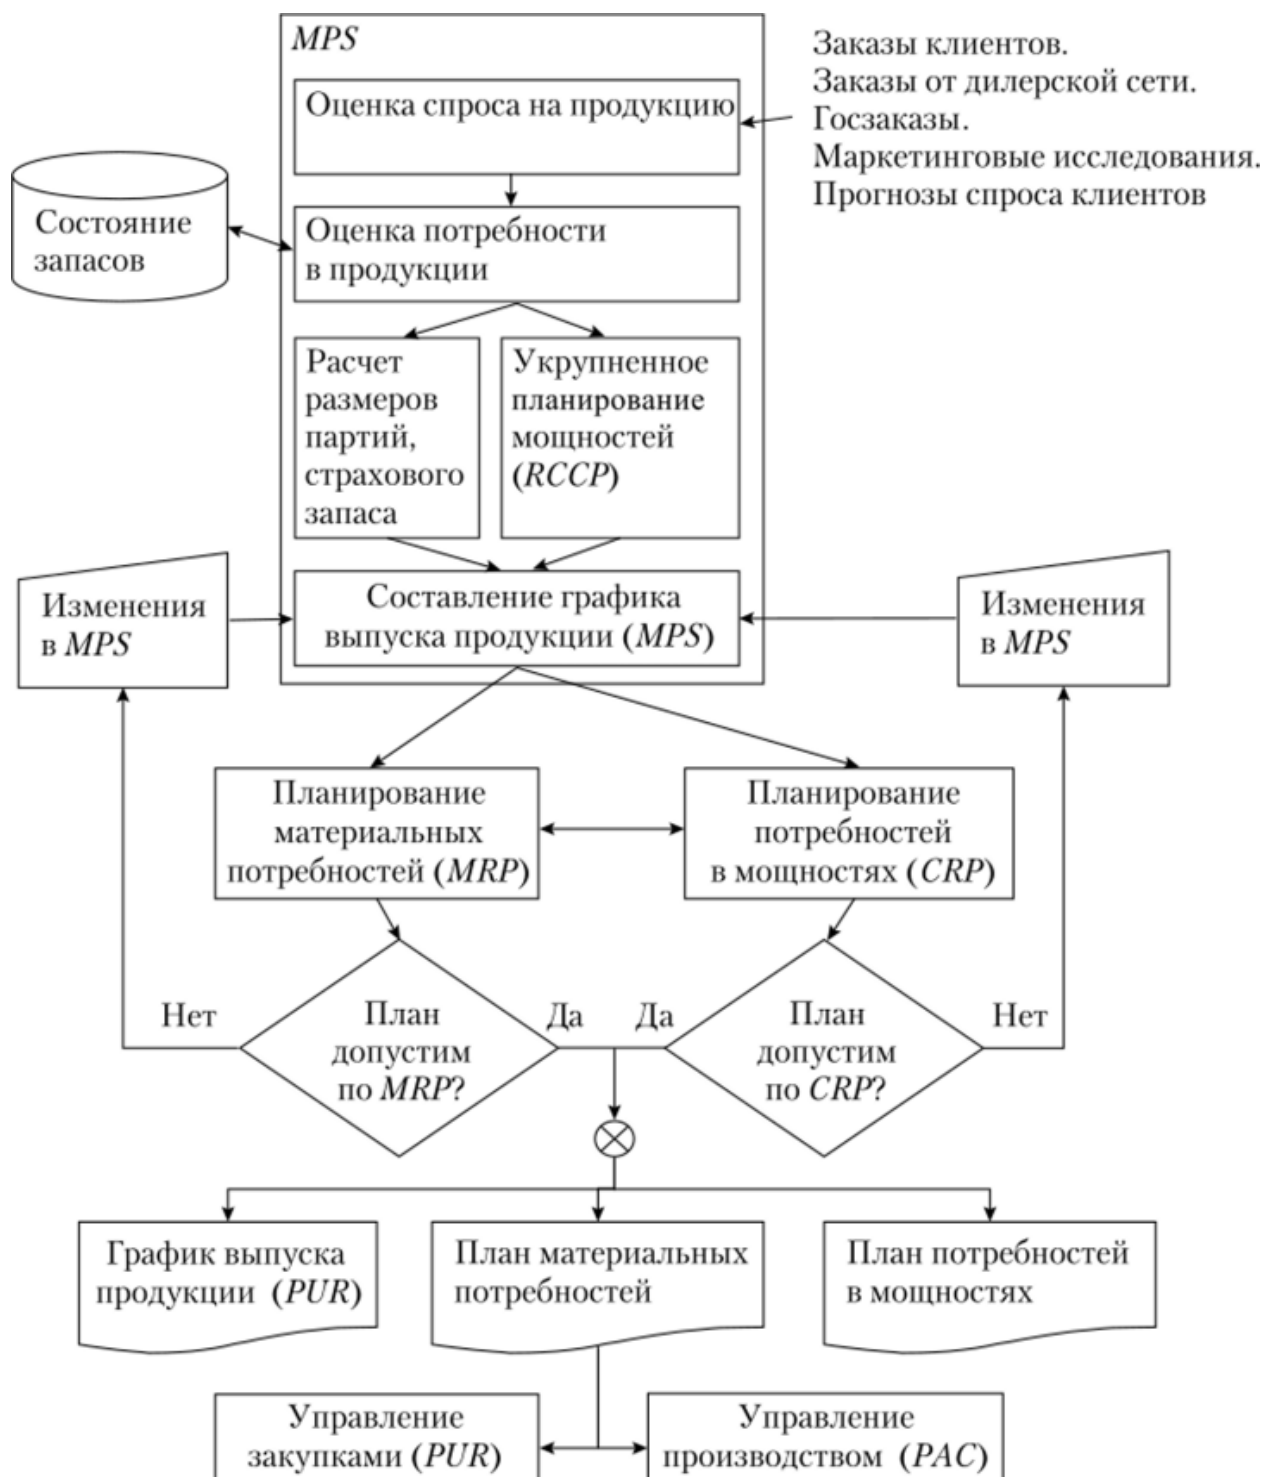 MPS
Заказы клиентов.
Заказы от дилерской сети.
Госзаказы.
Маркетинговые исследования.
Прогнозы спроса клиентов
Оценка спроса на продукцию
Состояние
запасов
Оценка потребности
в продукции
Расчет
размеров
партий,
страхового
запаса
Укрупненное
планирование
мощностей
(RCCP)
Изменения
в MPS
Составление графика
выпуска продукции (MPS)
Изменения
в MPS
Планирование
материальных
потребностей (MRP)
Планирование
потребностей
в мощностях (CRP)
Нет
План
допустим
по MRP?
Да
Да
План
допустим
по CRP?
Нет
График выпуска
продукции (PUR)
План материальных
потребностей
План потребностей
в мощностях
Управление
закупками (PUR)
Управление
производством (PAC)